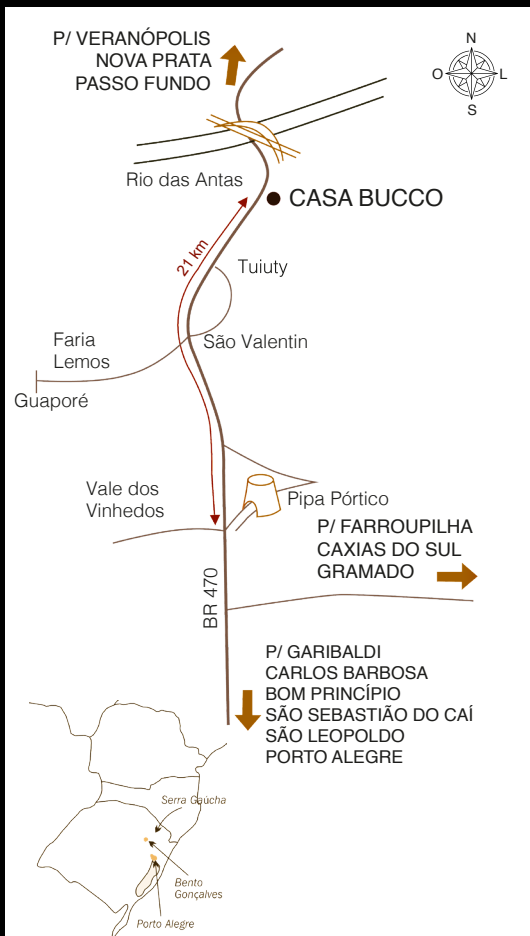 P/ VERANÓPOLIS
NOVA PRATA
PASSO FUNDO
N
O
L
S
Rio das Antas
CASA BUCCO
21 km
Tuiuty
Faria
Lemos
São Valentin
Guaporé
Vale dos
Vinhedos
Pipa Pórtico
P/ FARROUPILHA
CAXIAS DO SUL
GRAMADO
BR 470
P/ GARIBALDI
CARLOS BARBOSA
BOM PRINCÍPIO
SÃO SEBASTIÃO DO CAÍ
SÃO LEOPOLDO
PORTO ALEGRE
Serra Gaúcha
Bento
Gonçalves
Porto Alegre